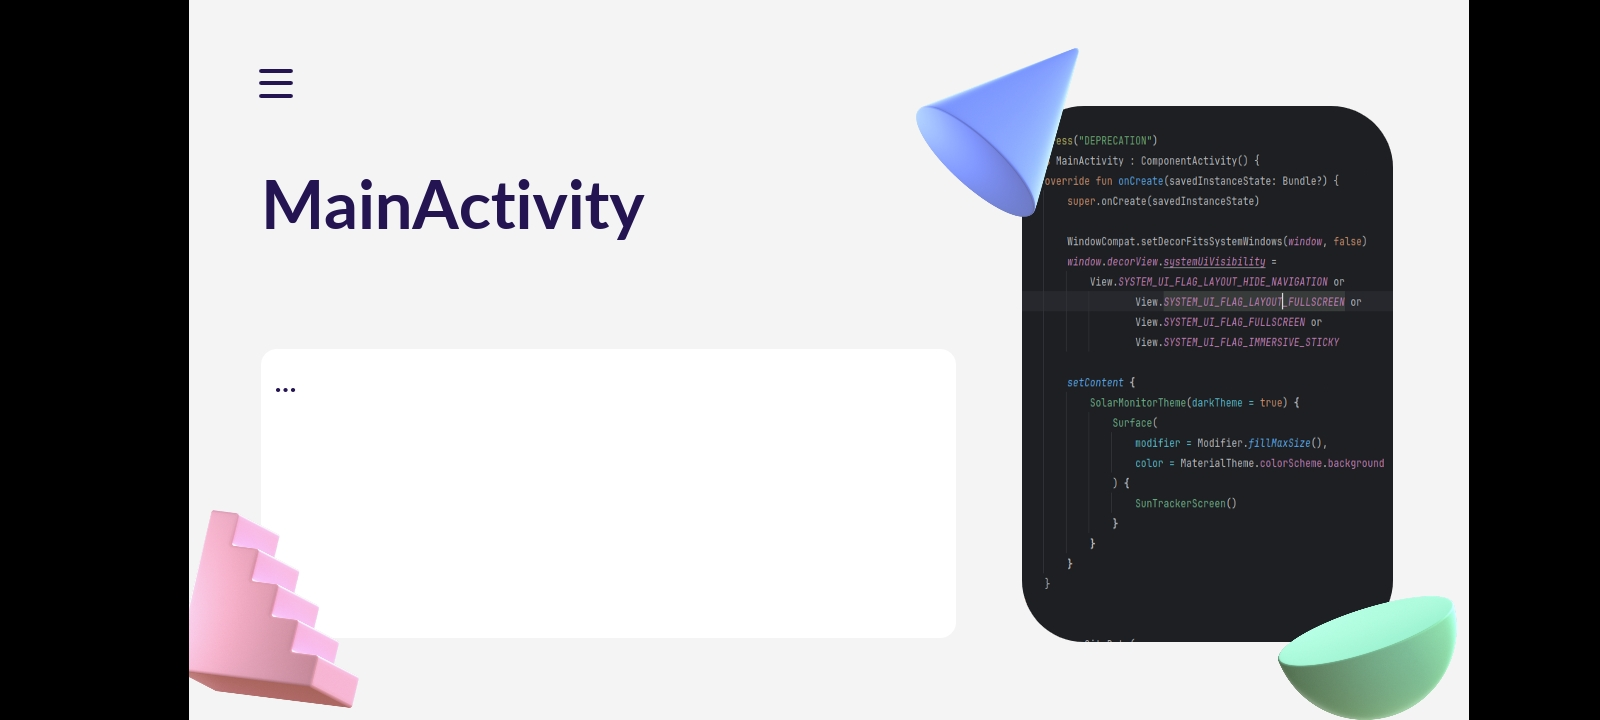 MainActivity
...
ess("DEPRECATION")
MainActivity : ComponentActivity() {
override fun onCreate(savedInstanceState: Bundle?) {
super.onCreate(savedInstanceState)
WindowCompat.setDecorFitsSystemWindows(window, false)
window.decorView.systemUiVisibility =
View.SYSTEM_UI_FLAG_LAYOUT_HIDE_NAVIGATION or
View.SYSTEM_UI_FLAG_LAYOUT_FULLSCREEN or
View.SYSTEM_UI_FLAG_FULLSCREEN or
View.SYSTEM_UI_FLAG_IMMERSIVE_STICKY
setContent {
SolarMonitorTheme(darkTheme = true) {
Surface(
modifier = Modifier.fillMaxSize(),
color = MaterialTheme.colorScheme.background
) {
SunTrackerScreen()
}
}
}
}